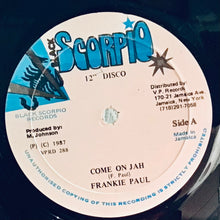 BLACK
SCORPIO
12" DISCO
BLACK SCORPIO
RECORDS
Distributed by:
V.P. Records
170-21 Jamaica Ave.
Jamaica, New York
(718)291-7058
Produced by:
M. Johnson
(P) (C) 1987
VPRD 288
Side A
Made in
Jamaica
COME ON JAH
(F. Paul)
FRANKIE PAUL
UNAUTHORISED COPYING OF THIS RECORDING IS STRICTLY PROHIBITED